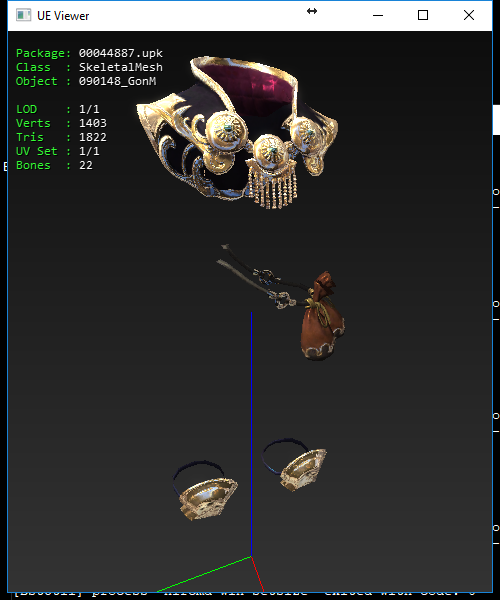 UE Viewer
Package: 00044887.upk
Class : SkeletalMesh
Object : 090148_GonM
LOD : 1/1
Verts : 1403
Tris : 1822
UV Set : 1/1
Bones : 22